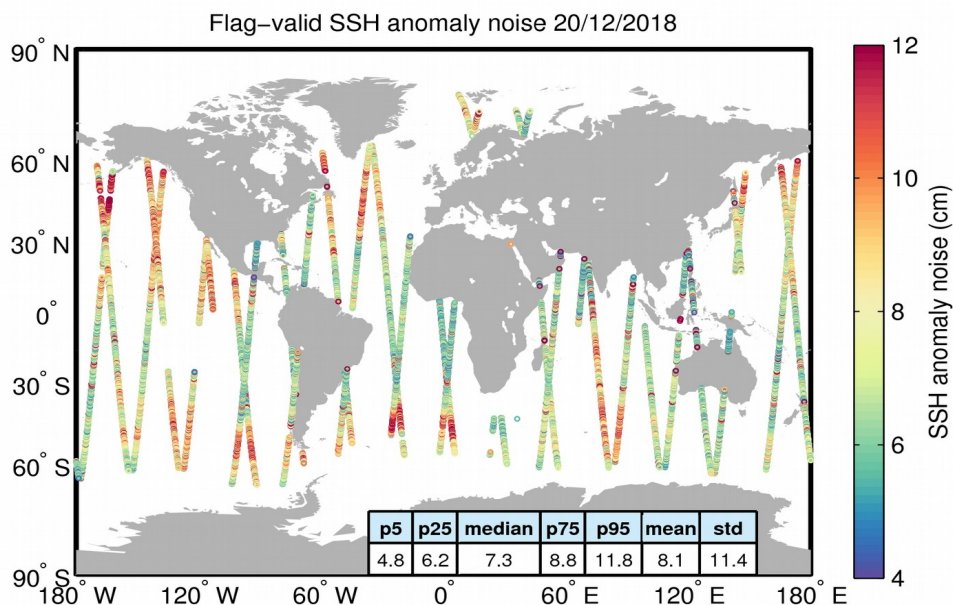 Flag−valid SSH anomaly noise 20/12/2018
90° N
60° N
30° N
0°
30° S
60° S
90° S
180° W 120° W 60° W 0° 60° E 120° E 180° E
p5 p25 median p75 p95 mean std
4.8 6.2 7.3 8.8 11.8 8.1 11.4
12
10
8
6
4
SSH anomaly noise (cm)